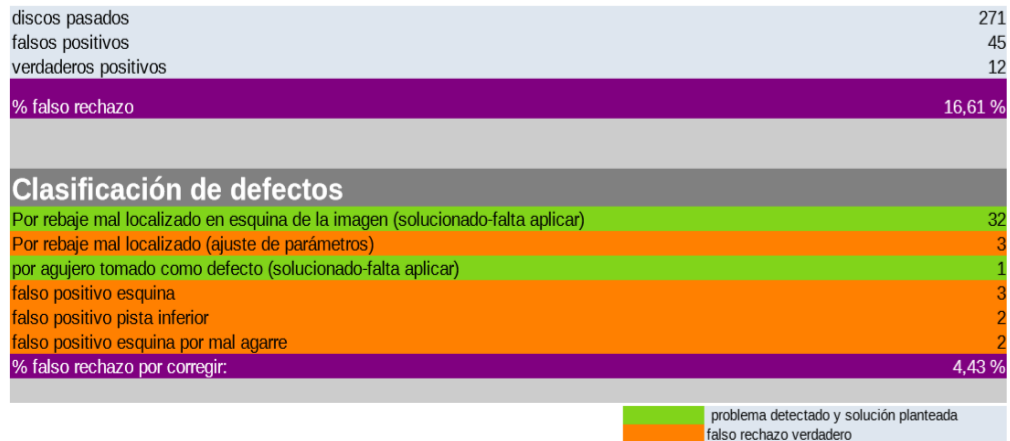 discos pasados 271
falsos positivos 45
verdaderos positivos 12
% falso rechazo 16,61 %
Clasificación de defectos
Por rebaje mal localizado en esquina de la imagen (solucionado-falta aplicar) 32
Por rebaje mal localizado (ajuste de parámetros) 3
por agujero tomado como defecto (solucionado-falta aplicar) 1
falso positivo esquina 3
falso positivo pista inferior 2
falso positivo esquina por mal agarre 2
% falso rechazo por corregir: 4,43 %
problema detectado y solución planteada
falso rechazo verdadero